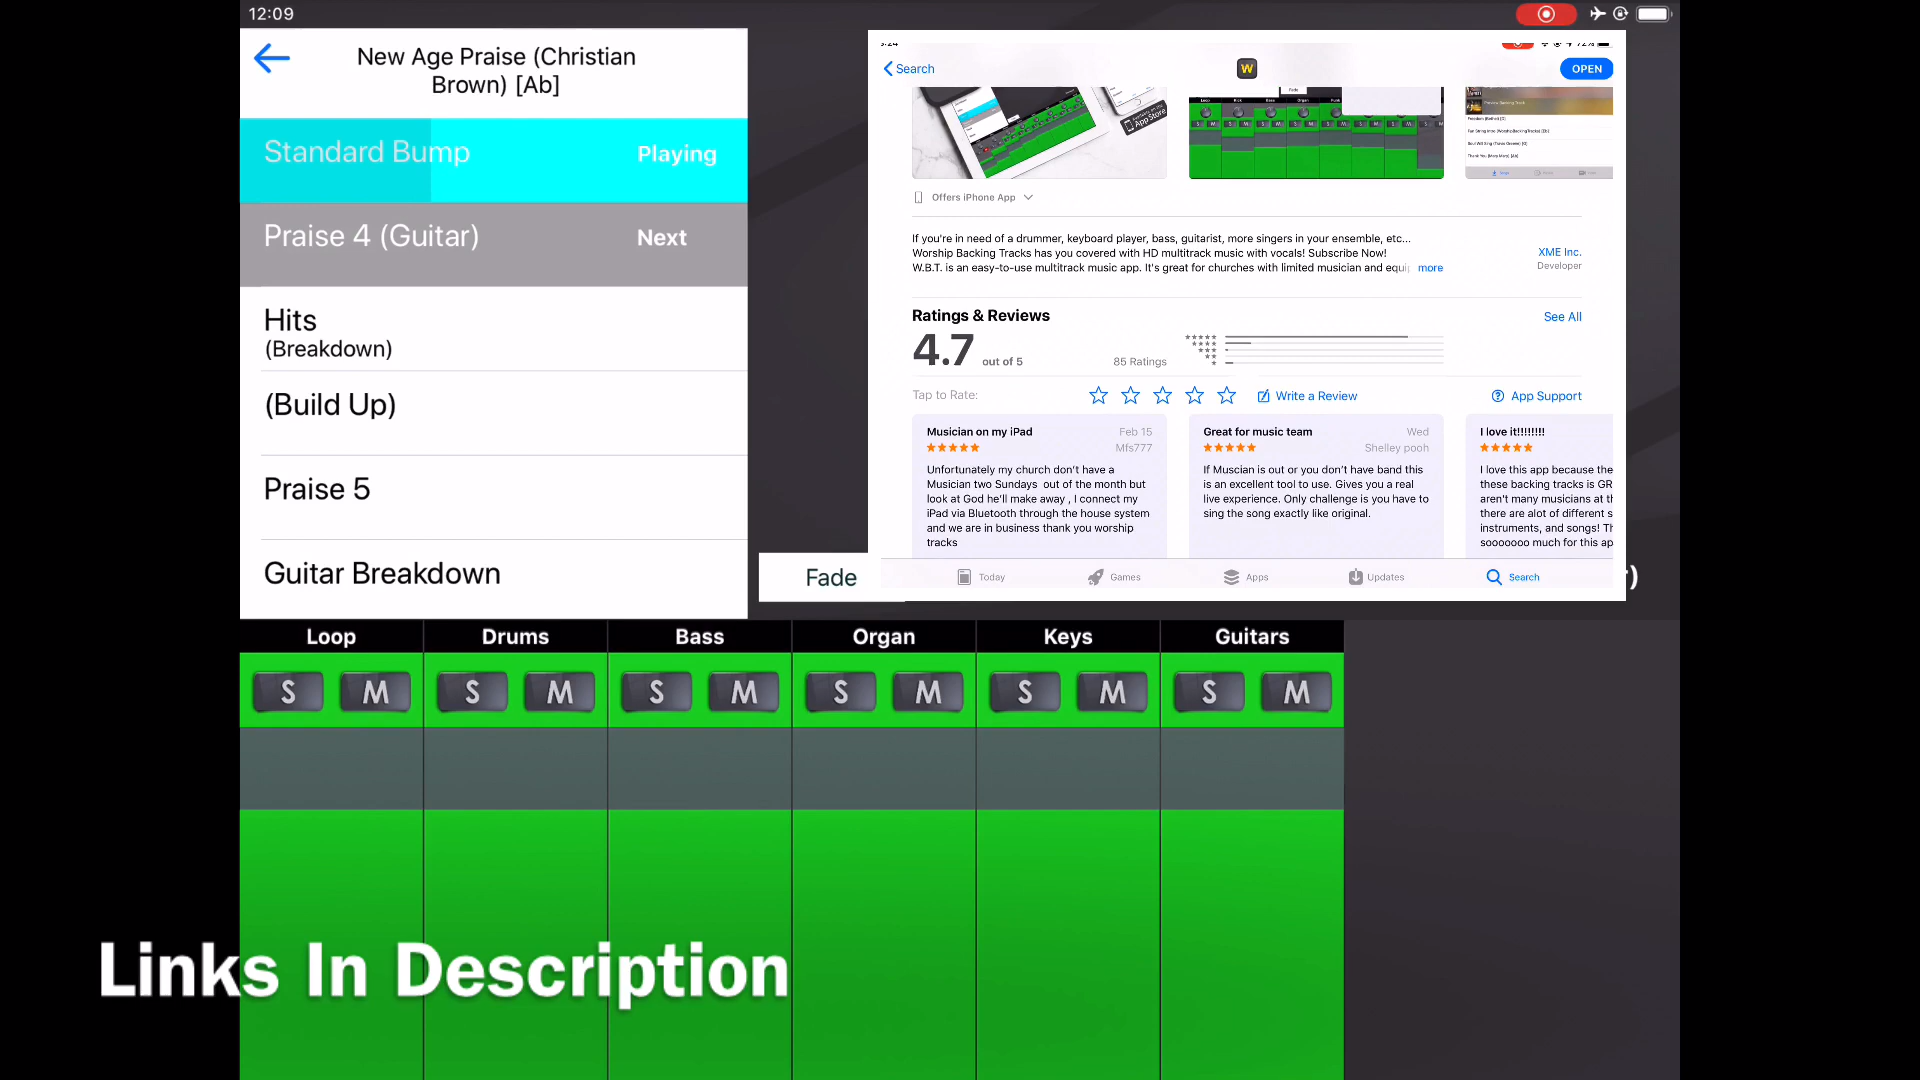 12:09
New Age Praise (Christian
Brown) [Ab]
Standard Bump
Playing
Praise 4 (Guitar)
Next
Hits
(Breakdown)
(Build Up)
Praise 5
Guitar Breakdown
Fade
Search
W
OPEN
Offers iPhone App
If you're in need of a drummer, keyboard player, bass, guitarist, more singers in your ensemble, etc...
Worship Backing Tracks has you covered with HD multitrack music with vocals! Subscribe Now!
W.B.T. is an easy-to-use multitrack music app. It's great for churches with limited musician and equi
more
XME Inc.
Developer
Ratings & Reviews
See All
4.7
out of 5
85 Ratings
Tap to Rate:
Write a Review
App Support
Musician on my iPad
Feb 15
Mfs777
Unfortunately my church don't have a
Musician two Sundays out of the month but
look at God he'll make away , I connect my
iPad via Bluetooth through the house system
and we are in business thank you worship
tracks
Great for music team
Wed
Shelley pooh
If Muscian is out or you don't have band this
is an excellent tool to use. Gives you a real
live experience. Only challenge is you have to
sing the song exactly like original.
I love it!!!!!!!!
I love this app because the
these backing tracks is GR
aren't many musicians at th
there are alot of different s
instruments, and songs! Th
sooooooo much for this ap
Today
Games
Apps
Updates
Search
Loop
Drums
Bass
Organ
Keys
Guitars
S M S M S M S M S M S M
Links In Description